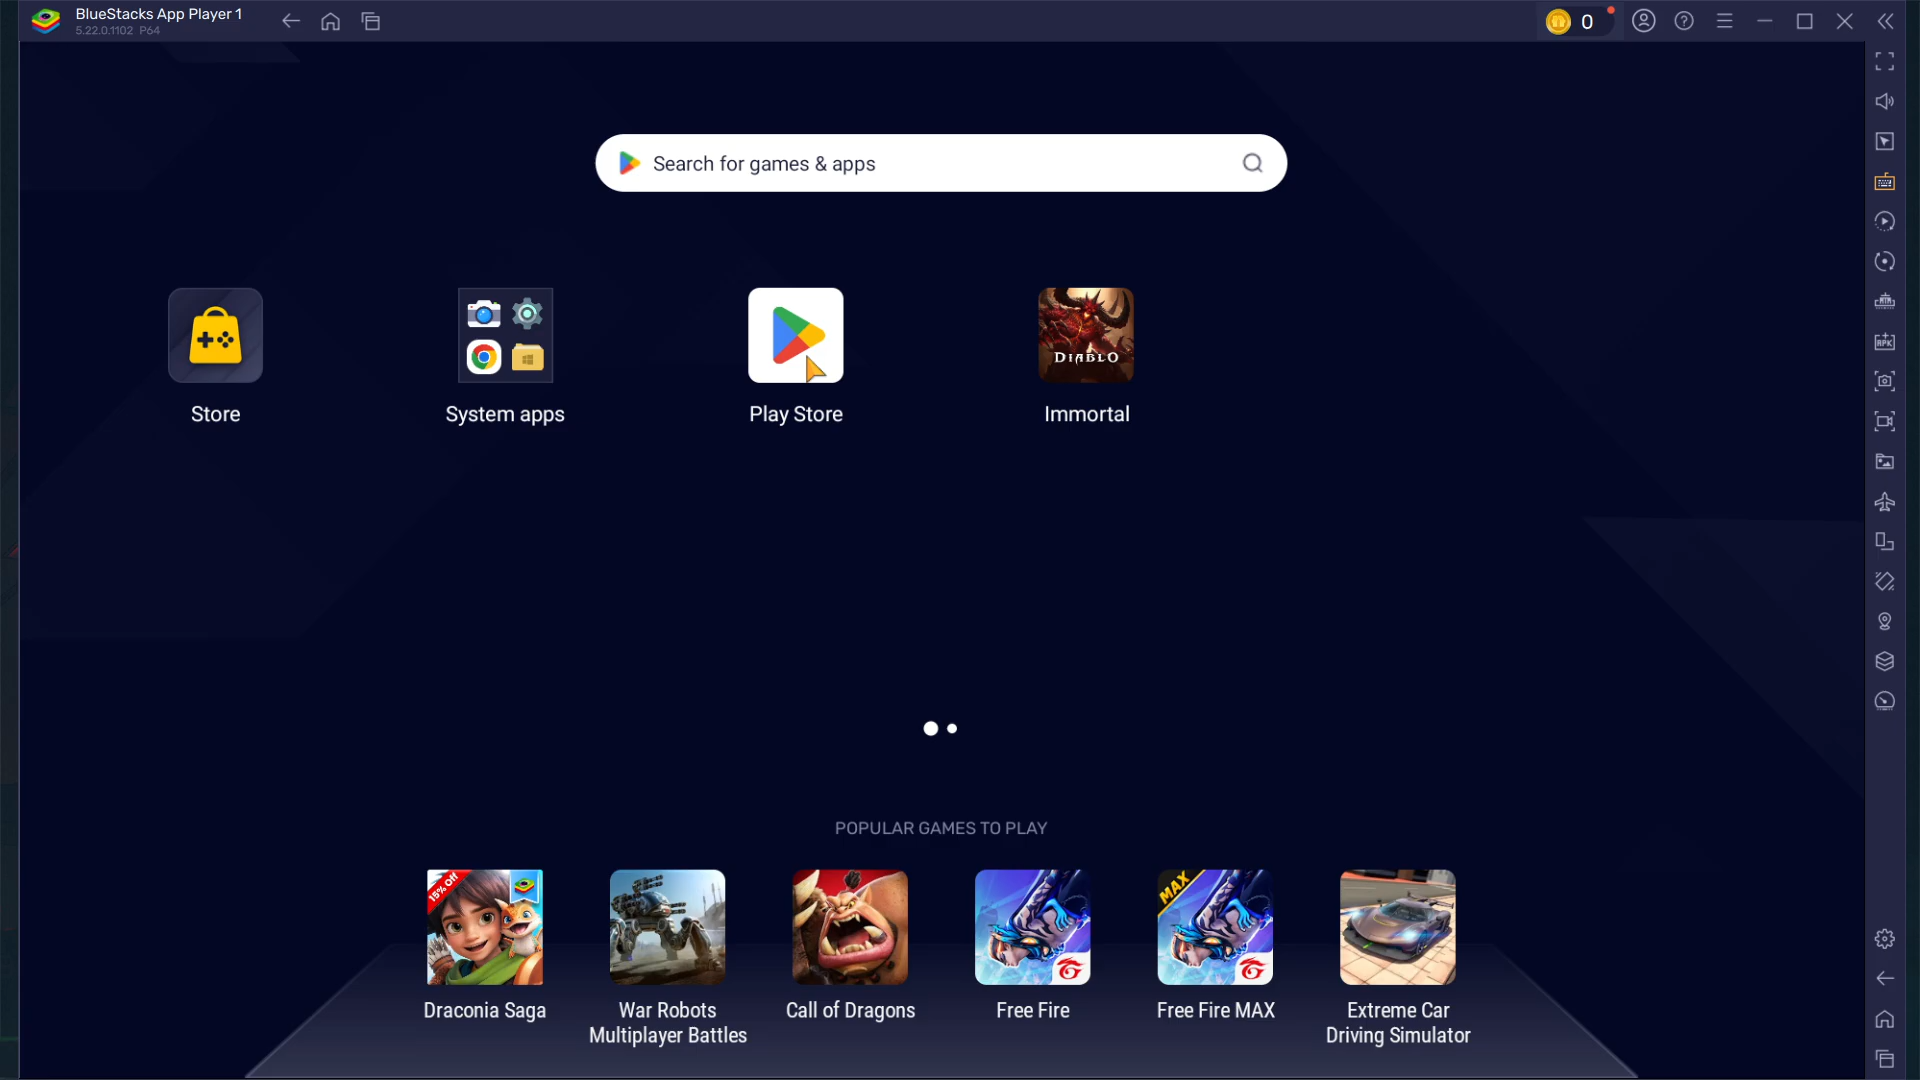 BlueStacks App Player 1
5.22.0.1102 P64
0
Search for games & apps
DIABLO
Store
System apps
Play Store
Immortal
POPULAR GAMES TO PLAY
15% Off
MAX
Draconia Saga
War Robots
Multiplayer Battles
Call of Dragons
Free Fire
Free Fire MAX
Extreme Car
Driving Simulator
APK